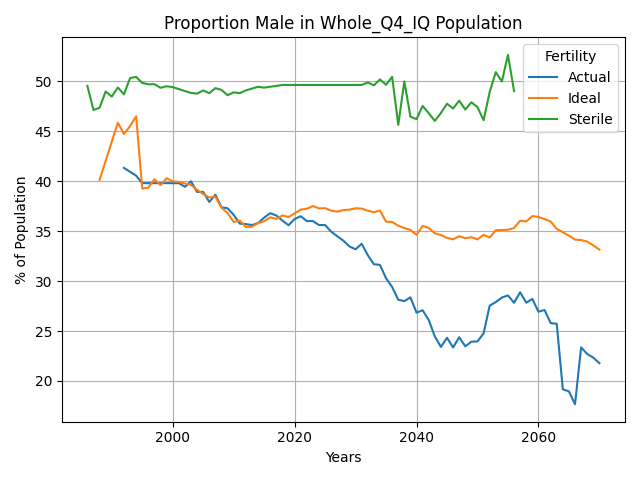 Proportion Male in Whole_Q4_IQ Population
% of Population
50
45
40
35
30
25
20
2000
2020
2040
2060
Years
Fertility
Actual
Ideal
Sterile